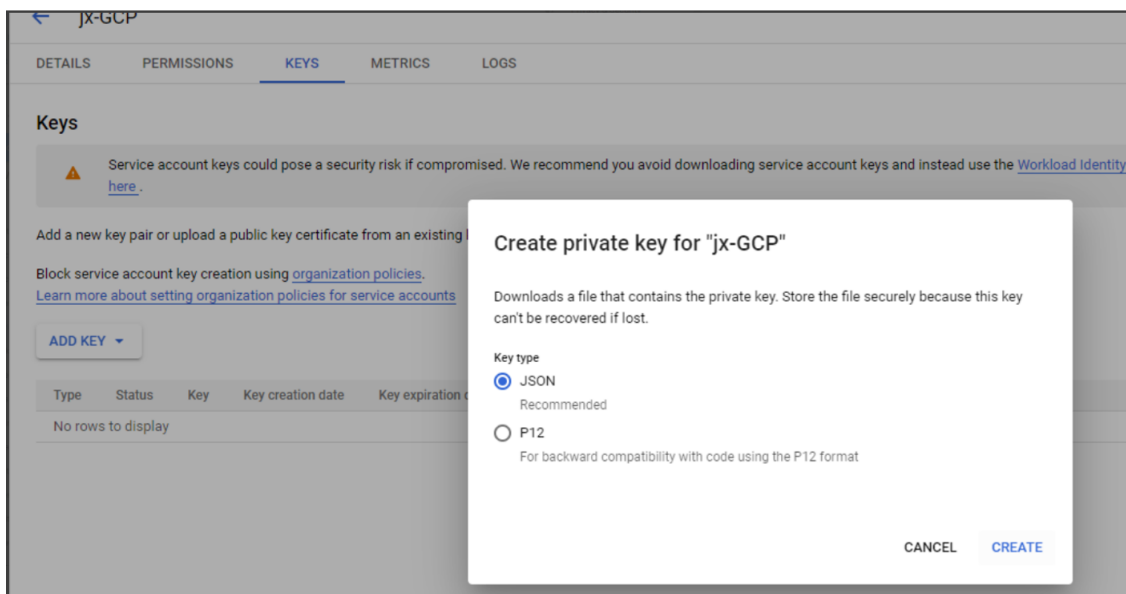 jx-GCP
DETAILS PERMISSIONS KEYS METRICS LOGS
Keys
Service account keys could pose a security risk if compromised. We recommend you avoid downloading service account keys and instead use the Workload Identity
here .
Add a new key pair or upload a public key certificate from an existing
Block service account key creation using organization policies.
Learn more about setting organization policies for service accounts
ADD KEY
Type Status Key Key creation date Key expiration
No rows to display
Create private key for "jx-GCP"
Downloads a file that contains the private key. Store the file securely because this key
can't be recovered if lost.
Key type
JSON
Recommended
P12
For backward compatibility with code using the P12 format
CANCEL CREATE